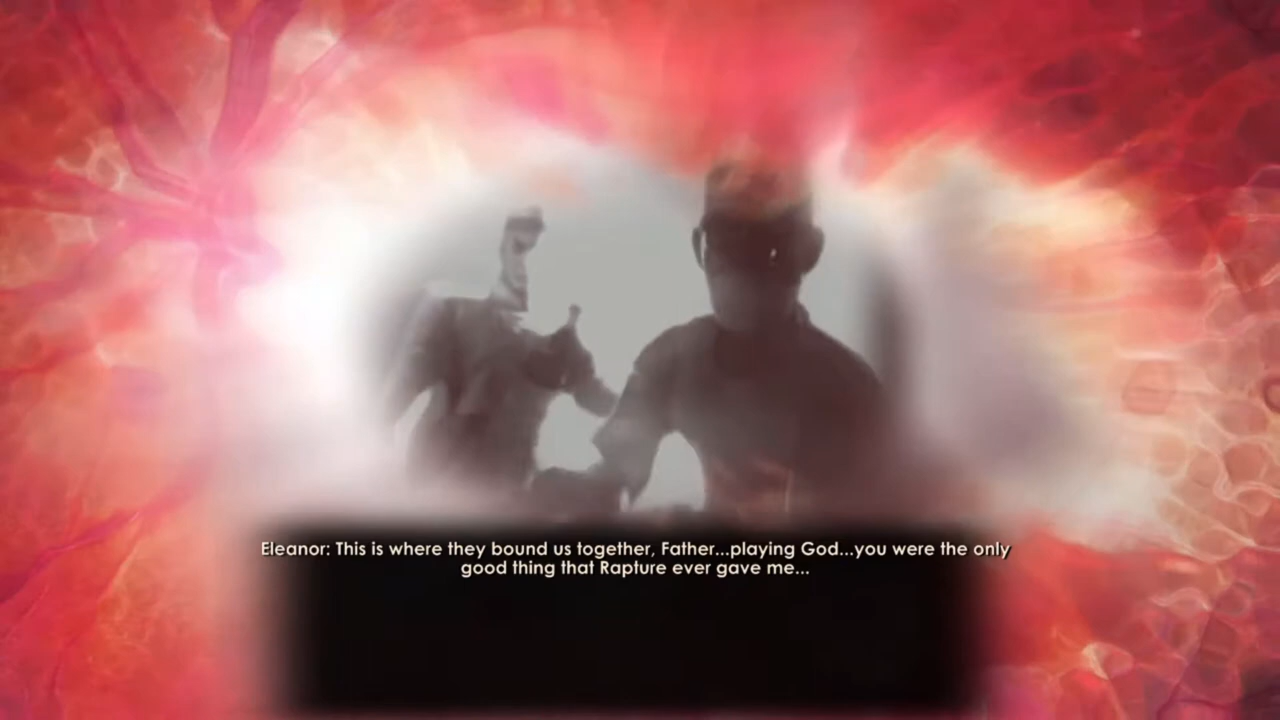 Eleanor: This is where they bound us together, Father...playing God...you were the only
good thing that Rapture ever gave me...